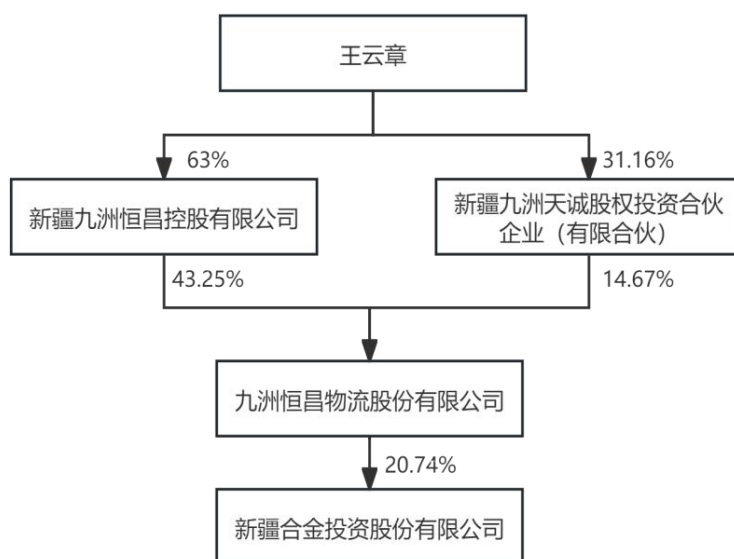 王云章
63%
31.16%
新疆九洲恒昌控股有限公司
新疆九洲天诚股权投资合伙
企业（有限合伙）
43.25%
14.67%
九洲恒昌物流股份有限公司
20.74%
新疆合金投资股份有限公司